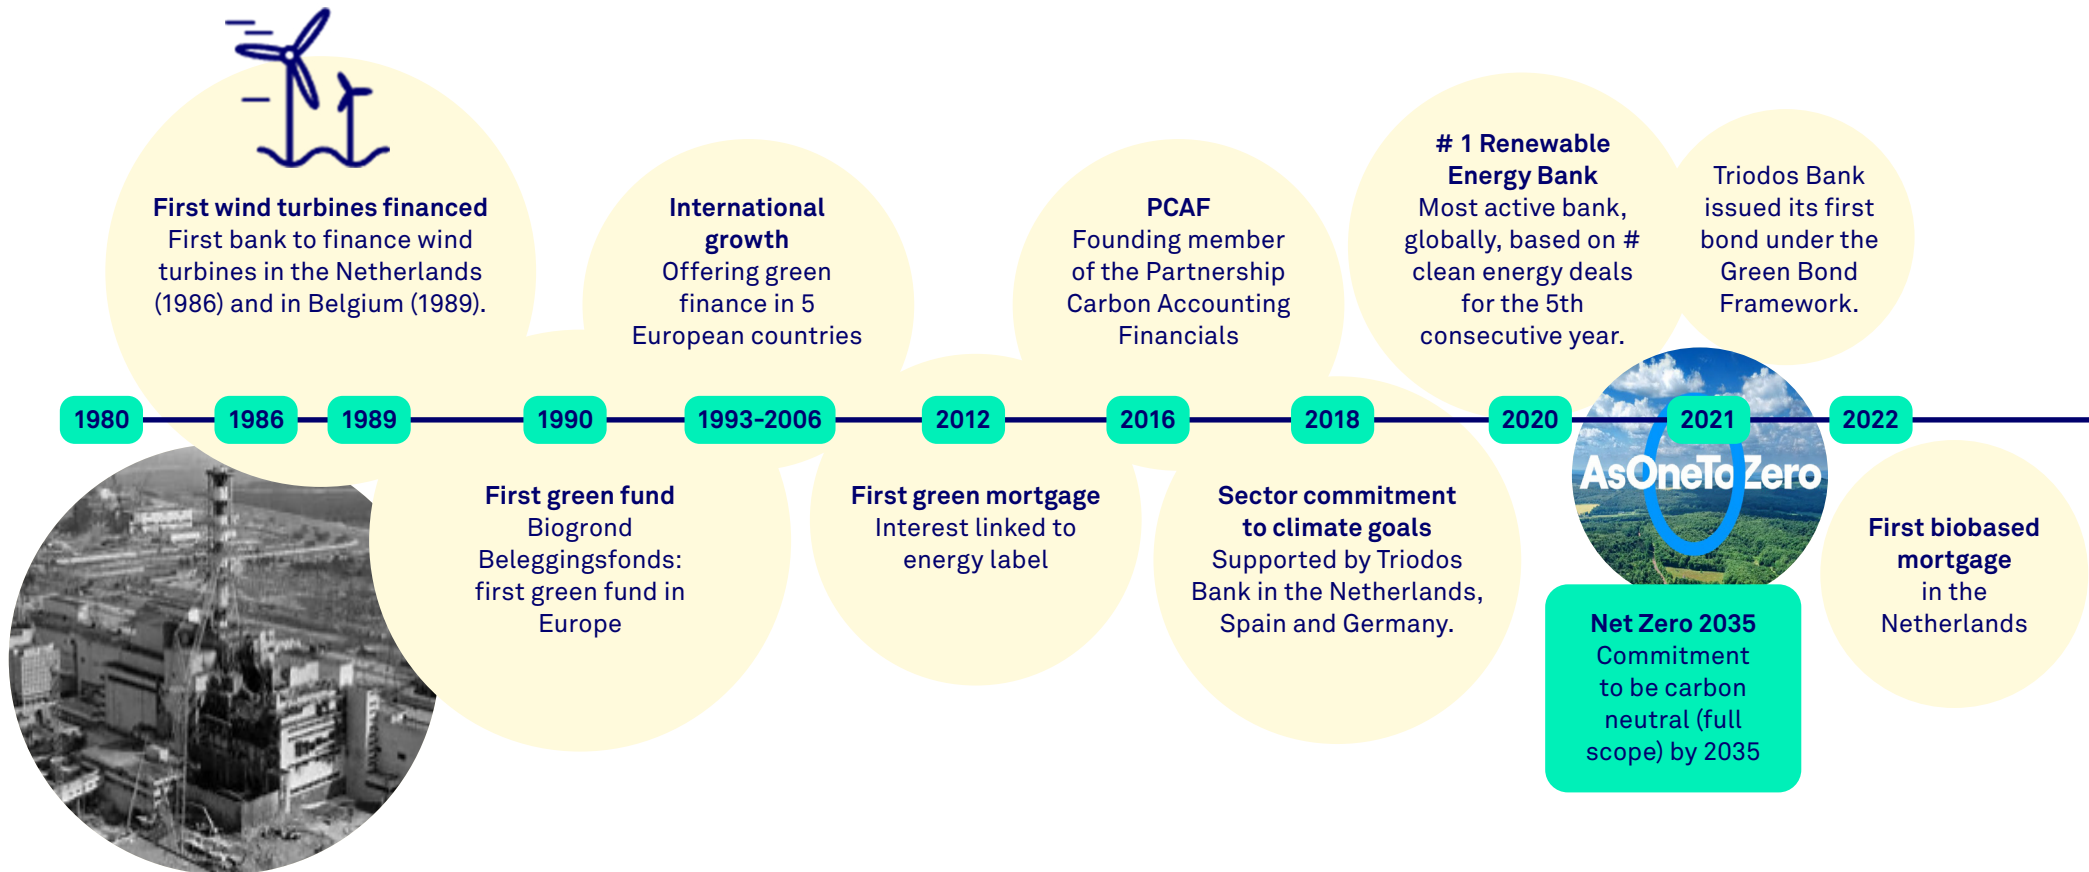 First wind turbines financed
First bank to finance wind
turbines in the Netherlands
(1986) and in Belgium (1989).
International
growth
Offering green
finance in 5
European countries
PCAF
Founding member
of the Partnership
Carbon Accounting
Financials
# 1 Renewable
Energy Bank
Most active bank,
globally, based on #
clean energy deals
for the 5th
consecutive year.
Triodos Bank
issued its first
bond under the
Green Bond
Framework.
1980
1986
1989
1990
1993-2006
2012
2016
2018
2020
2021
2022
First green fund
Biogrond
Beleggingsfonds:
first green fund in
Europe
First green mortgage
Interest linked to
energy label
Sector commitment
to climate goals
Supported by Triodos
Bank in the Netherlands,
Spain and Germany.
AsOneToZero
Net Zero 2035
Commitment
to be carbon
neutral (full
scope) by 2035
First biobased
mortgage
in the
Netherlands